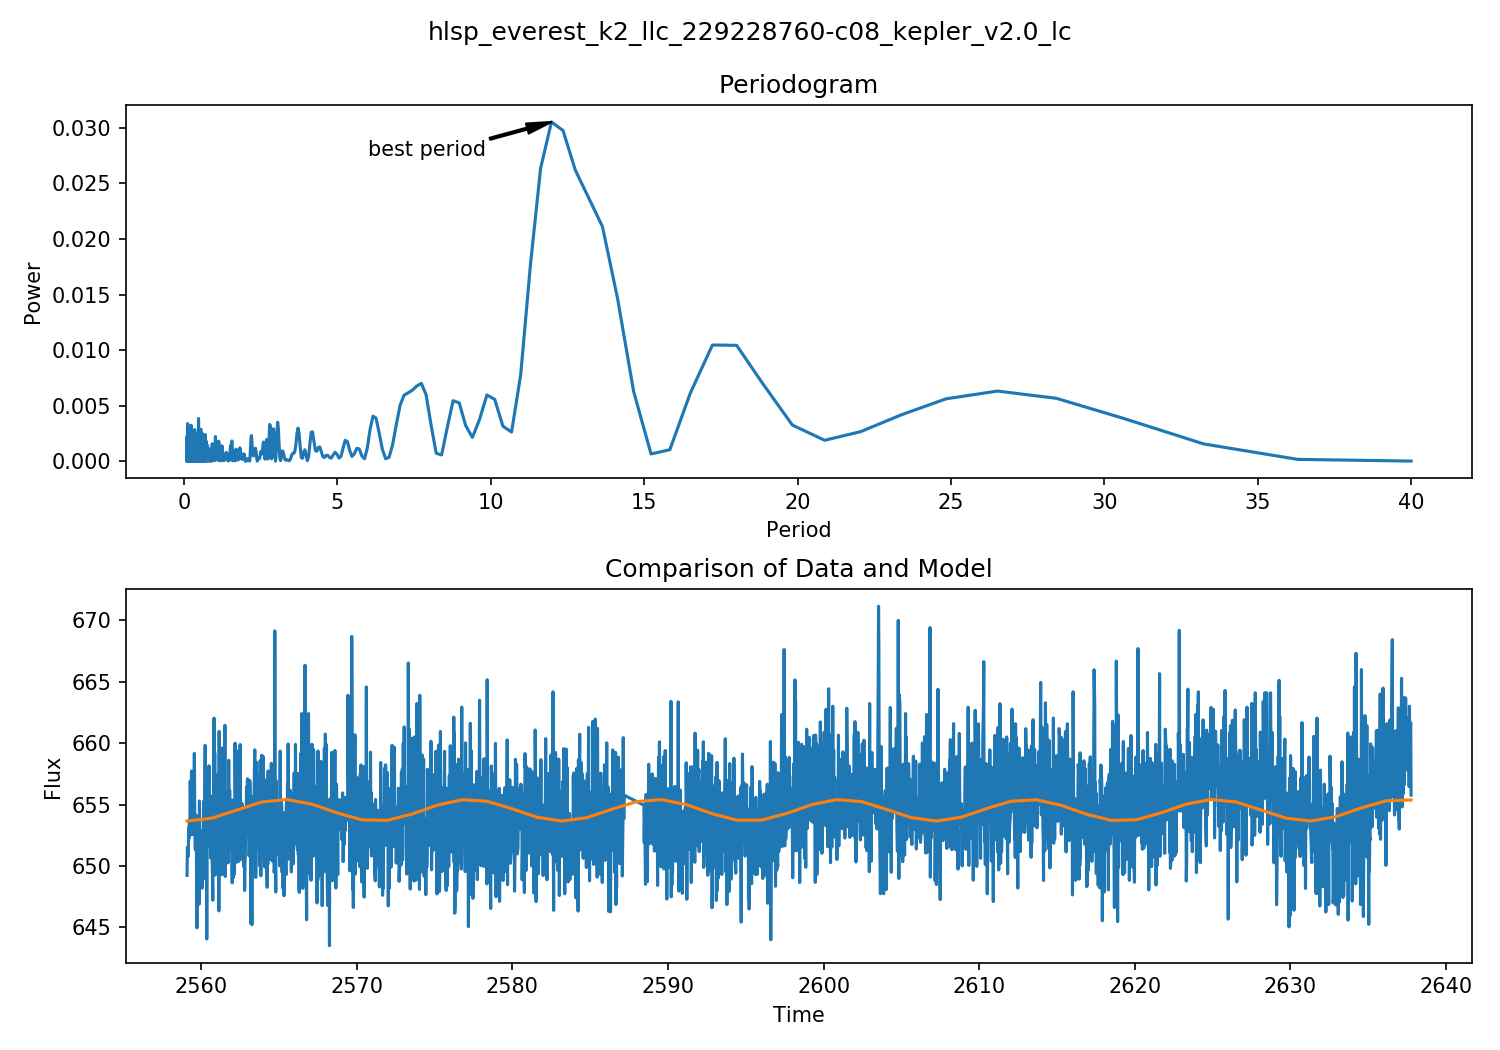 hlsp_everest_k2_llc_229228760-c08_kepler_v2.0_lc
Periodogram
best period
0.030
0.025
0.020
0.015
0.010
0.005
0.000
Power
0 5 10 15 20 25 30 35 40
Period
Comparison of Data and Model
670
665
660
655
650
645
Flux
2560 2570 2580 2590 2600 2610 2620 2630 2640
Time